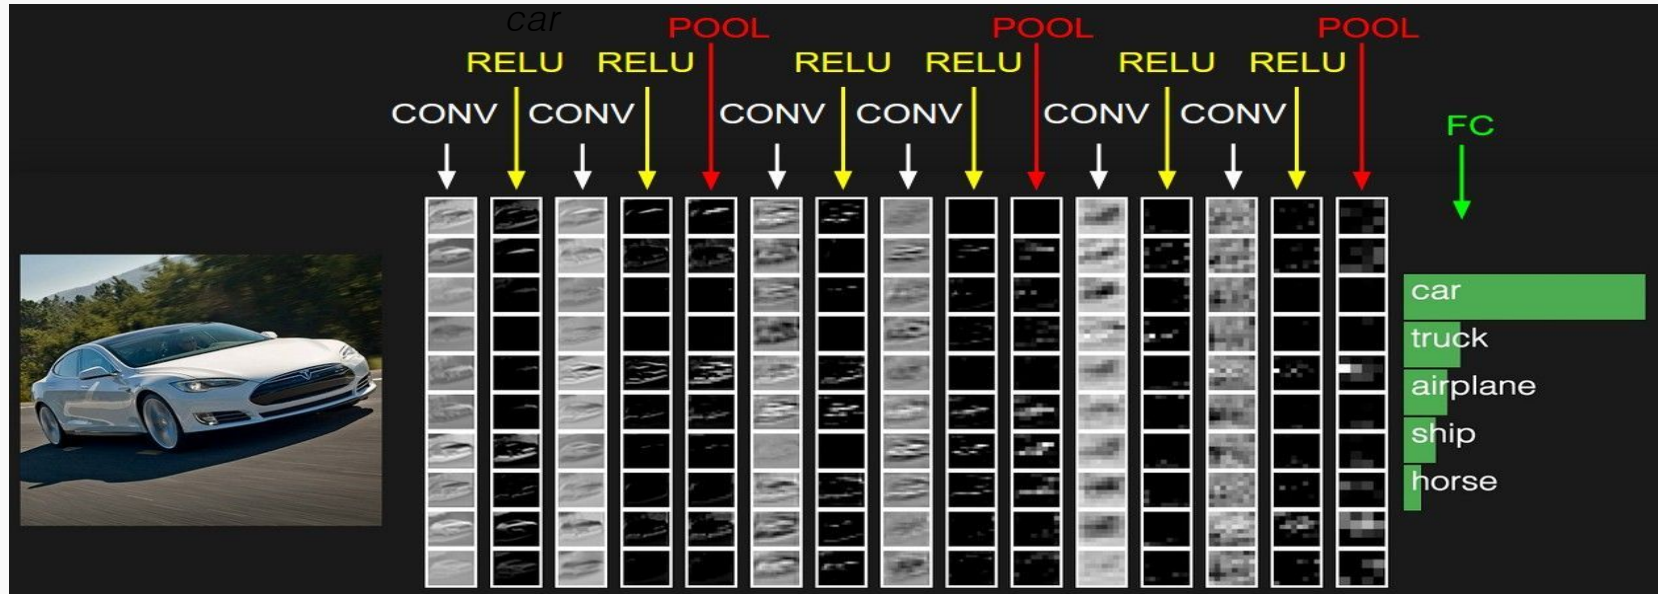 car
POOL POOL POOL
RELU RELU RELU RELU RELU RELU
CONV CONV CONV CONV CONV CONV
FC
car
truck
airplane
ship
horse